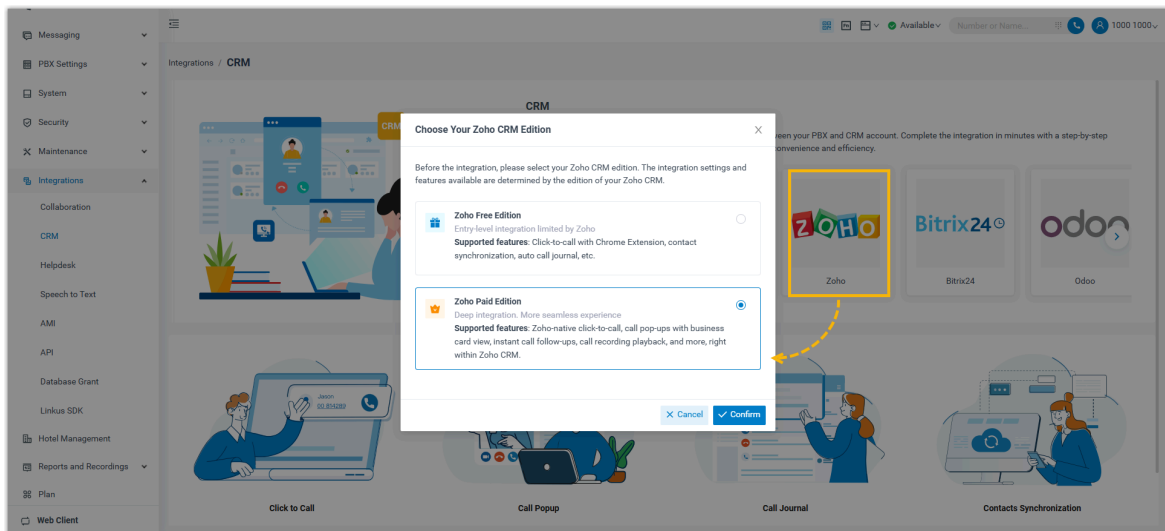 Messaging
PBX Settings
System
Security
Maintenance
Integrations
Collaboration
CRM
Helpdesk
Speech to Text
AMI
API
Database Grant
Linkus SDK
Hotel Management
Reports and Recordings
Plan
Web Client
Available
Number or Name...
1000 1000
Integrations / CRM
CRM
CRM
een your PBX and CRM account. Complete the integration in minutes with a step-by-step
onvenience and efficiency.
Choose Your Zoho CRM Edition
Before the integration, please select your Zoho CRM edition. The integration settings and
features available are determined by the edition of your Zoho CRM.
Zoho Free Edition
Entry-level integration limited by Zoho
Supported features: Click-to-call with Chrome Extension, contact
synchronization, auto call journal, etc.
Zoho Paid Edition
Deep integration. More seamless experience
Supported features: Zoho-native click-to-call, call pop-ups with business
card view, instant call follow-ups, call recording playback, and more, right
within Zoho CRM.
Cancel
Confirm
ZOHO
Zoho
Bitrix24
Bitrix24
odoo
Odoo
Jason
Click to Call
Call Popup
Call Journal
Contacts Synchronization